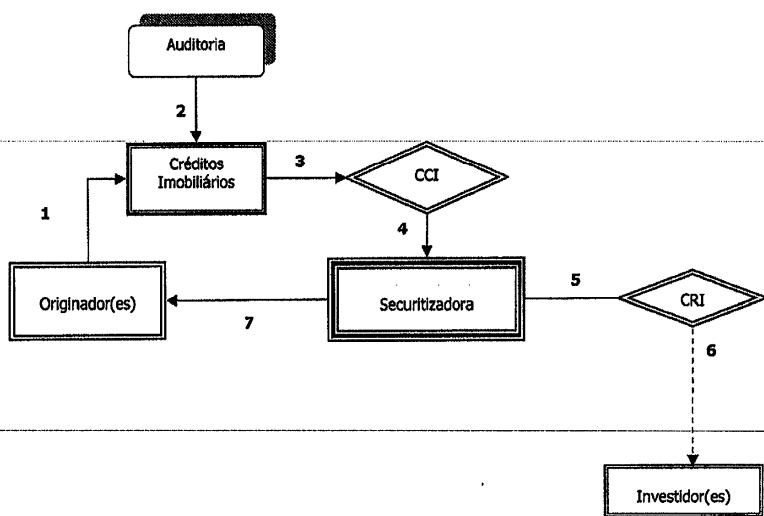 Auditoria
2
Créditos
Imobiliários
3
CCI
1
4
Originador(es)
Securitizadora
5
CRI
7
6
Investidor(es)